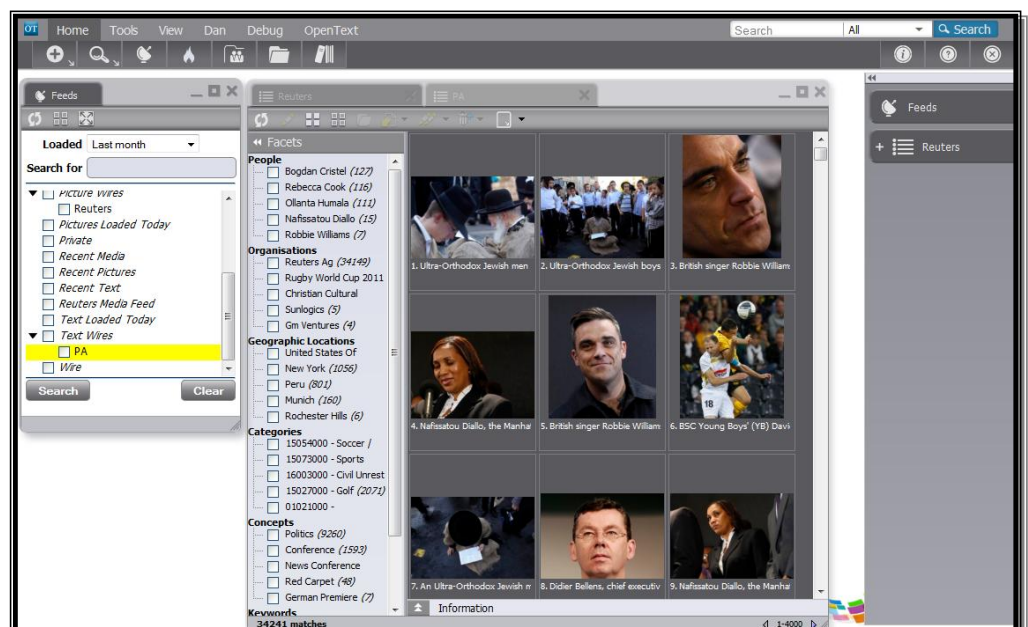 OT Home Tools View Dan Debug OpenText
Search All Search
Feeds
Loaded Last month
Search for
Picture Wires
Reuters
Pictures Loaded Today
Private
Recent Media
Recent Pictures
Recent Text
Reuters Media Feed
Text Loaded Today
Text Wires
PA
Wire
Search Clear
Reuters PA
Facets
People
Bogdan Cristel (127)
Rebecca Cook (116)
Ollanta Humala (111)
Nafissatou Diallo (15)
Robbie Williams (7)
Organisations
Reuters Ag (34149)
Rugby World Cup 2011
Christian Cultural
Sunlogics (5)
Gm Ventures (4)
Geographic Locations
United States Of
New York (1056)
Peru (801)
Munich (160)
Rochester Hills (6)
Categories
15054000 - Soccer /
15073000 - Sports
16003000 - Civil Unrest
15027000 - Golf (2071)
01021000 -
Concepts
Politics (9260)
Conference (1593)
News Conference
Red Carpet (48)
German Premiere (7)
Keywords
34241 matches
1. Ultra-Orthodox Jewish men
2. Ultra-Orthodox Jewish boys
3. British singer Robbie William
4. Nafissatou Diallo, the Manha
5. British singer Robbie William
18
6. BSC Young Boys' (YB) Davi
7. An Ultra-Orthodox Jewish m
8. Didier Bellens, chief executiv
9. Nafissatou Diallo, the Manha
Information
1-4000
Feeds
Reuters